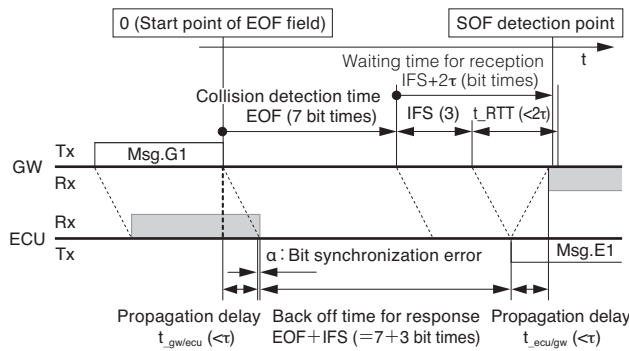 0 (Start point of EOF field)
SOF detection point
t
Waiting time for reception
IFS+2τ (bit times)
Collision detection time
EOF (7 bit times)
IFS (3)
t_RTT (<2τ)
Tx
Msg.G1
GW
Rx
Rx
ECU
Tx
α : Bit synchronization error
Msg.E1
Propagation delay
t_gw/ecu (<τ)
Back off time for response
EOF+IFS (=7+3 bit times)
Propagation delay
t_ecu/gw (<τ)